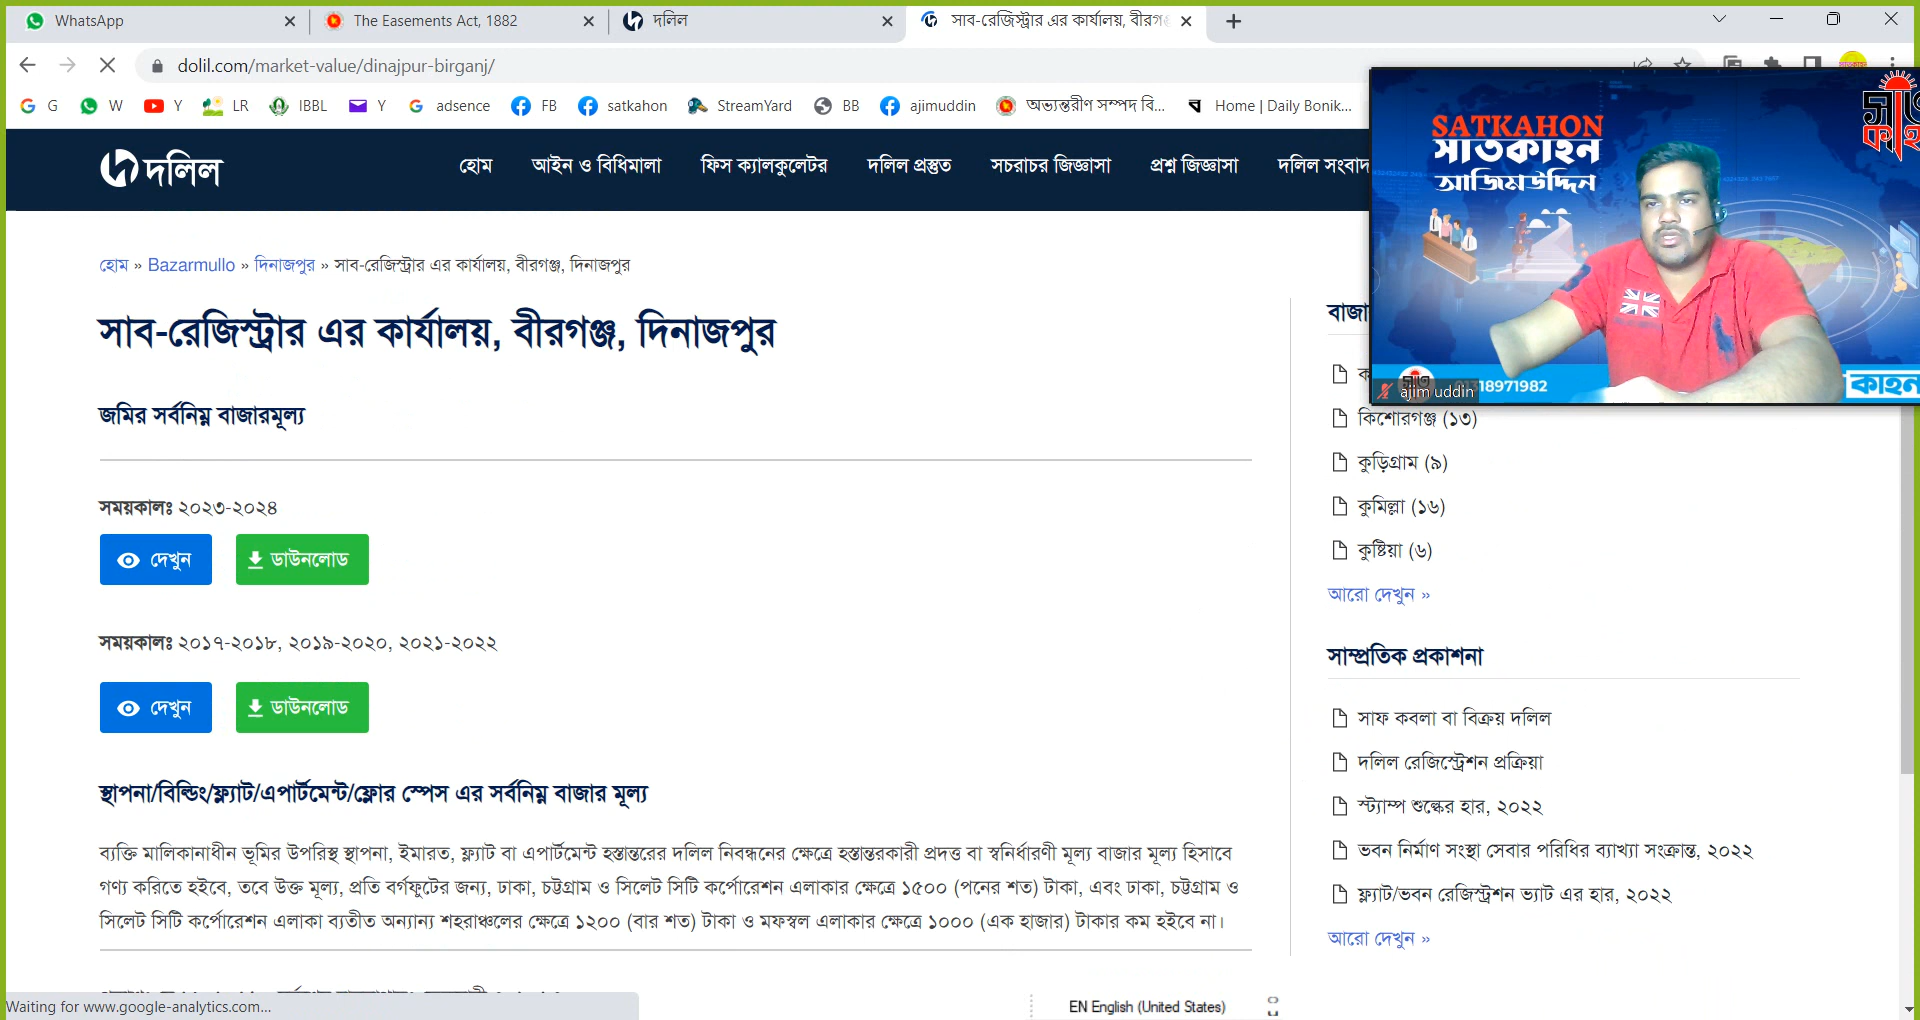 WhatsApp
The Easements Act, 1882
দলিল
সাব-রেজিস্ট্রার এর কার্যালয়, বীরগঞ্
dolil.com/market-value/dinajpur-birganj/
G
W
Y
LR
IBBL
Y
adsence
FB
satkahon
StreamYard
BB
ajimuddin
অভ্যন্তরীণ সম্পদ বি...
Home | Daily Bonik...
দলিল
হোম
আইন ও বিধিমালা
ফিস ক্যালকুলেটর
দলিল প্রস্তুত
সচরাচর জিজ্ঞাসা
প্রশ্ন জিজ্ঞাসা
দলিল সংবাদ
SATKAHON
সাতকাহন
আজিমউদ্দিন
সাত
কাহ
18971982
ajim uddin
কাহন
হোম » Bazarmullo » দিনাজপুর » সাব-রেজিস্ট্রার এর কার্যালয়, বীরগঞ্জ, দিনাজপুর
সাব-রেজিস্ট্রার এর কার্যালয়, বীরগঞ্জ, দিনাজপুর
জমির সর্বনিম্ন বাজারমূল্য
সময়কালঃ ২০২৩-২০২৪
দেখুন
ডাউনলোড
সময়কালঃ ২০১৭-২০১৮, ২০১৯-২০২০, ২০২১-২০২২
দেখুন
ডাউনলোড
স্থাপনা/বিল্ডিং/ফ্ল্যাট/এপার্টমেন্ট/ফ্লোর স্পেস এর সর্বনিম্ন বাজার মূল্য
ব্যক্তি মালিকানাধীন ভূমির উপরিস্থ স্থাপনা, ইমারত, ফ্ল্যাট বা এপার্টমেন্ট হস্তান্তরের দলিল নিবন্ধনের ক্ষেত্রে হস্তান্তরকারী প্রদত্ত বা স্বনির্ধারণী মূল্য বাজার মূল্য হিসাবে
গণ্য করিতে হইবে, তবে উক্ত মূল্য, প্রতি বর্গফুটের জন্য, ঢাকা, চট্টগ্রাম ও সিলেট সিটি কর্পোরেশন এলাকার ক্ষেত্রে ১৫০০ (পনের শত) টাকা, এবং ঢাকা, চট্টগ্রাম ও
সিলেট সিটি কর্পোরেশন এলাকা ব্যতীত অন্যান্য শহরাঞ্চলের ক্ষেত্রে ১২০০ (বার শত) টাকা ও মফস্বল এলাকার ক্ষেত্রে ১০০০ (এক হাজার) টাকার কম হইবে না।
বাজা
কিশোরগঞ্জ (১৩)
কুড়িগ্রাম (৯)
কুমিল্লা (১৬)
কুষ্টিয়া (৬)
আরো দেখুন »
সাম্প্রতিক প্রকাশনা
সাফ কবলা বা বিক্রয় দলিল
দলিল রেজিস্ট্রেশন প্রক্রিয়া
স্ট্যাম্প শুল্কের হার, ২০২২
ভবন নির্মাণ সংস্থা সেবার পরিধির ব্যাখ্যা সংক্রান্ত, ২০২২
ফ্ল্যাট/ভবন রেজিস্ট্রশন ভ্যাট এর হার, ২০২২
আরো দেখুন »
Waiting for www.google-analytics.com...
EN English (United States)